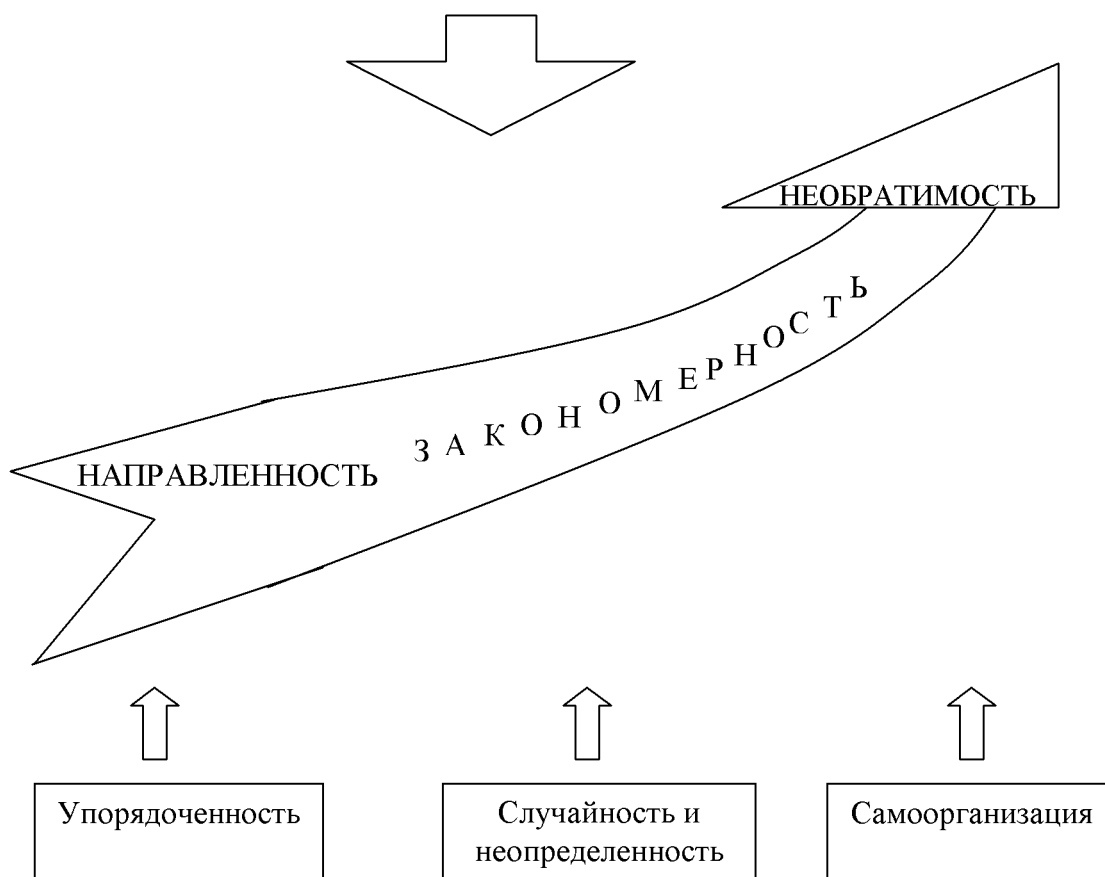 НЕОБРАТИМОСТЬ
ЗАКОНОМЕРНОСТЬ
НАПРАВЛЕННОСТЬ
Упорядоченность
Случайность и
неопределенность
Самоорганизация